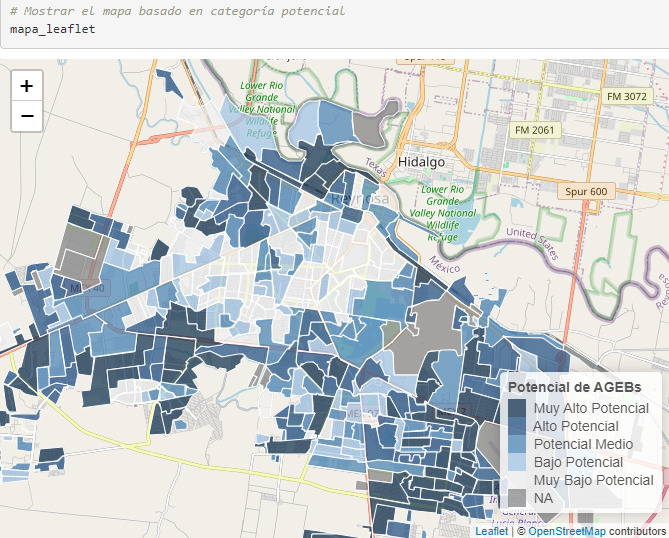 # Mostrar el mapa basado en categoría potencial
mapa_leaflet
+
−
Lower Rio
Grande
Valley National
Wildlife
Refuge
FM 3072
FM 2061
Hidalgo
Texas
Spur 600
Reynosa
Lower Rio
Grande
Valley National
Wildlife
Refuge
United States
México
MEX 40
Potencial de AGEBs
Muy Alto Potencial
Alto Potencial
Potencial Medio
Bajo Potencial
Muy Bajo Potencial
NA
Leaflet | © OpenStreetMap contributors